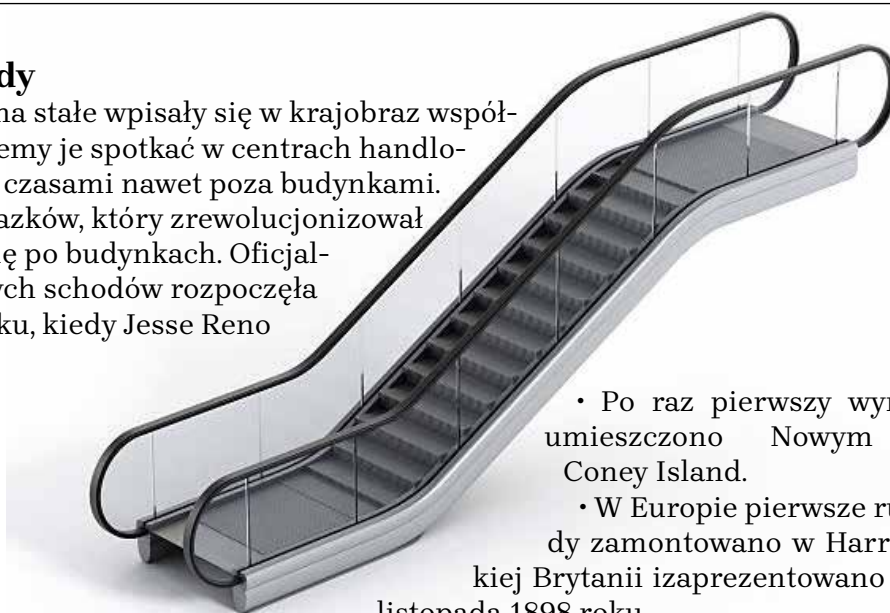 dy
na stałe wpisały się w krajobraz współ-
emy je spotkać w centrach handlo-
czasami nawet poza budynkami.
azków, który zrewolucjonizował
ę po budynkach. Oficjal-
ych schodów rozpoczęła
ku, kiedy Jesse Reno
• Po raz pierwszy wyn
umieszczono Nowym
Coney Island.
• W Europie pierwsze ru
dy zamontowano w Harr
kiej Brytanii izaprezentowano
listopada 1898 roku